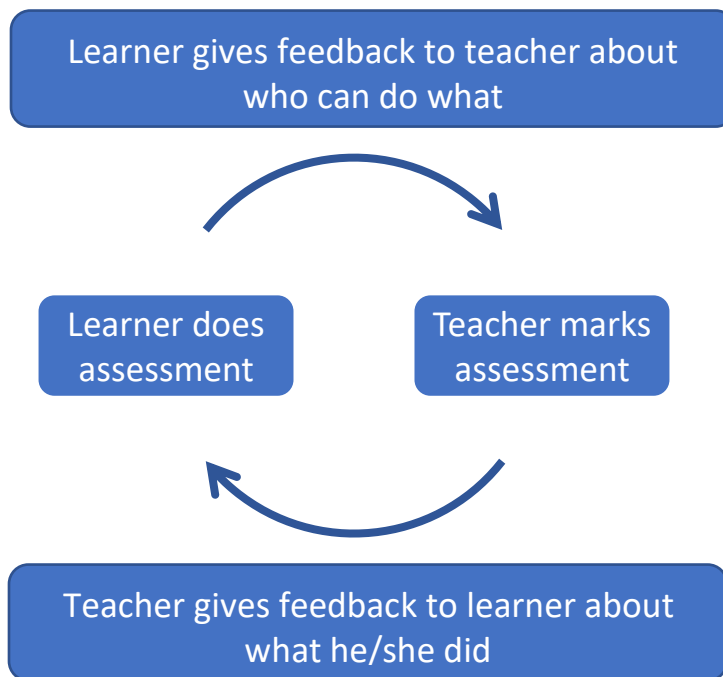 Learner gives feedback to teacher about
who can do what
Learner does
assessment
Teacher marks
assessment
Teacher gives feedback to learner about
what he/she did